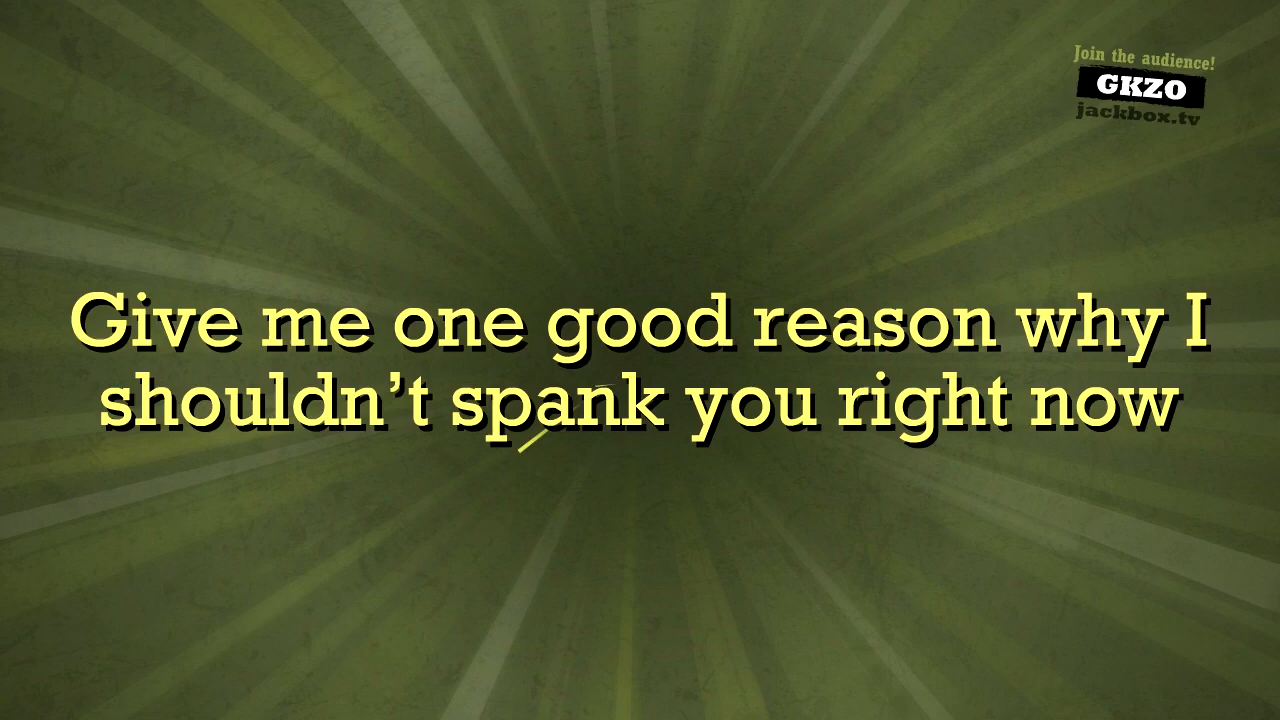 Join the audience!
GKZO
jackbox.tv
Give me one good reason why I
shouldn’t spank you right now